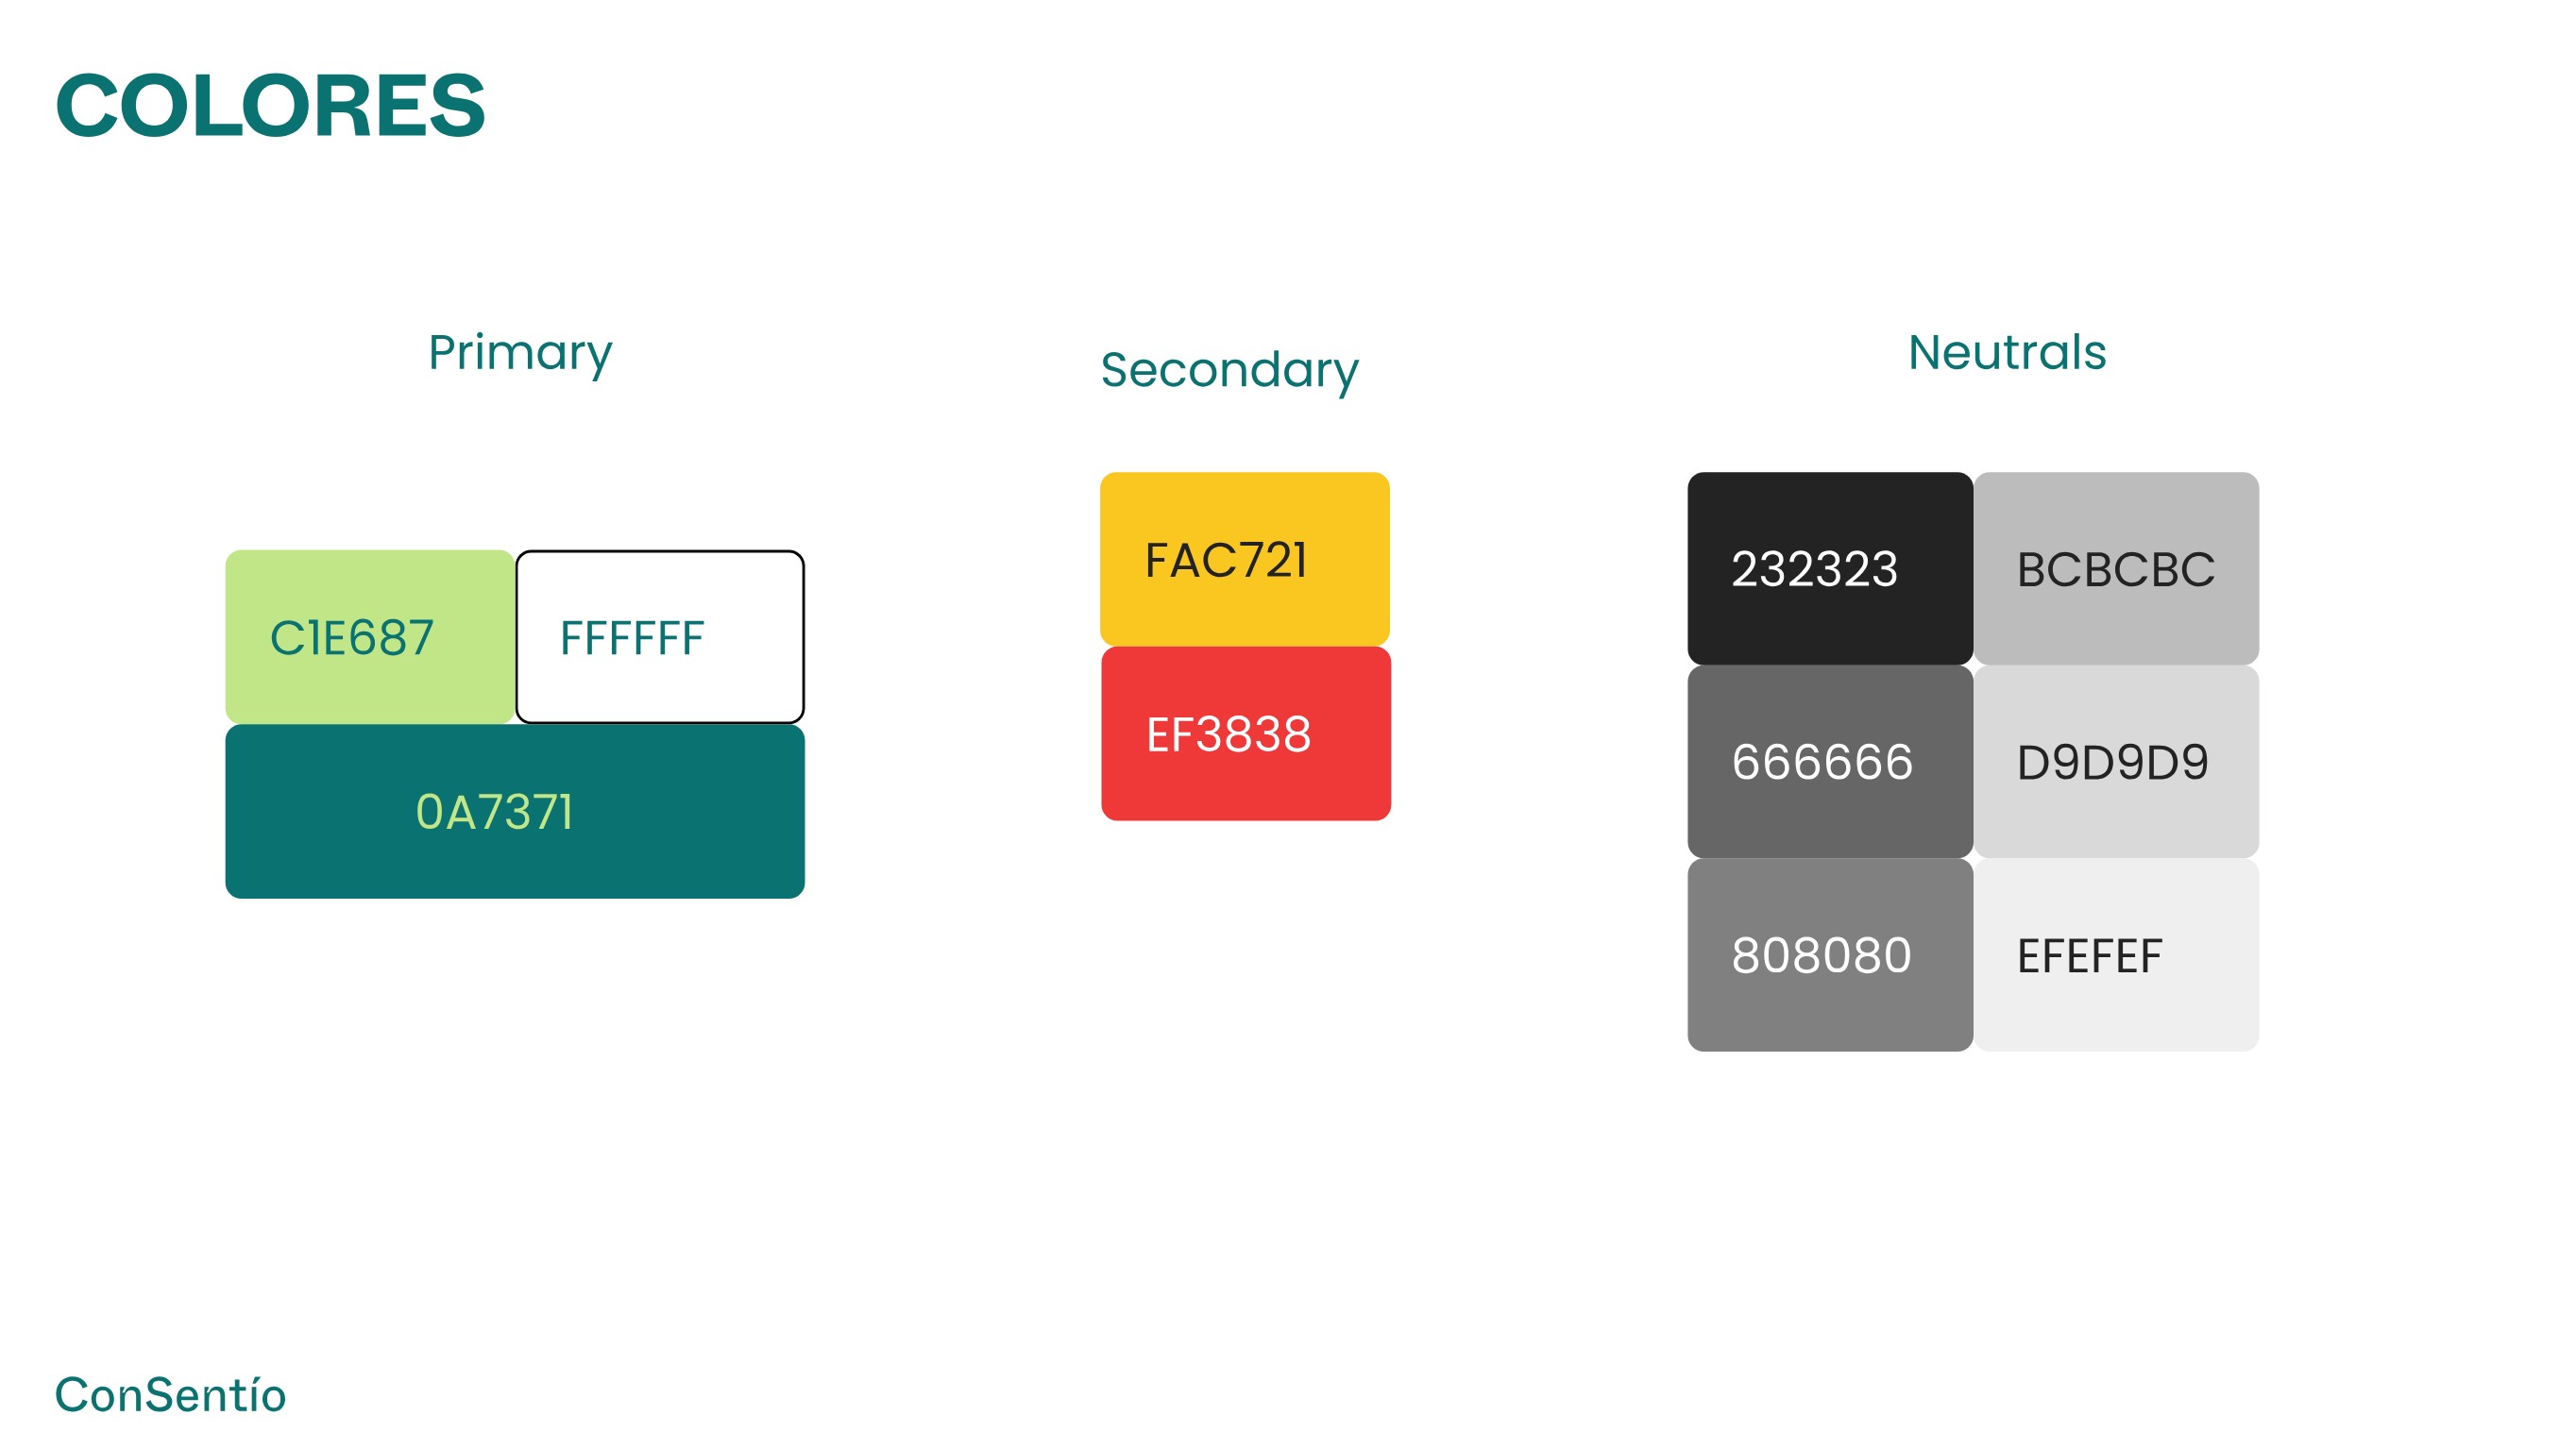 COLORES
Primary
C1E687
FFFFFF
0A7371
Secondary
FAC721
EF3838
Neutrals
232323
BCBCBC
666666
D9D9D9
808080
EFEFEF
ConSentío